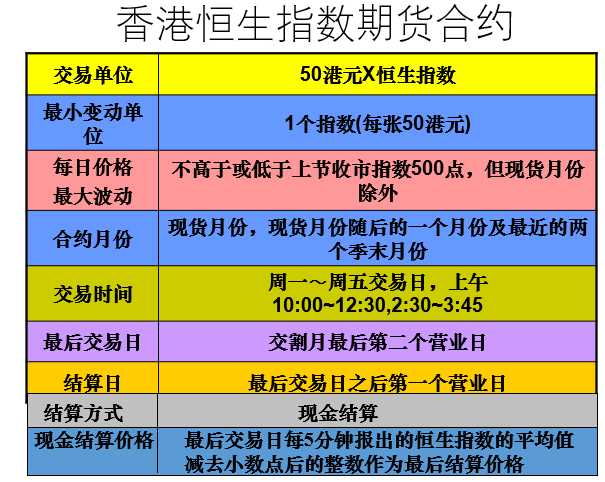 香港恒生指数期货合约
交易单位
50港元X恒生指数
最小变动单
位
1个指数(每张50港元)
每日价格
最大波动
不高于或低于上节收市指数500点，但现货月份
除外
合约月份
现货月份，现货月份随后的一个月份及最近的两
个季末月份
交易时间
周一～周五交易日，上午
10:00~12:30,2:30~3:45
最后交易日
交割月最后第二个营业日
结算日
最后交易日之后第一个营业日
结算方式
现金结算
现金结算价格
最后交易日每5分钟报出的恒生指数的平均值
减去小数点后的整数作为最后结算价格